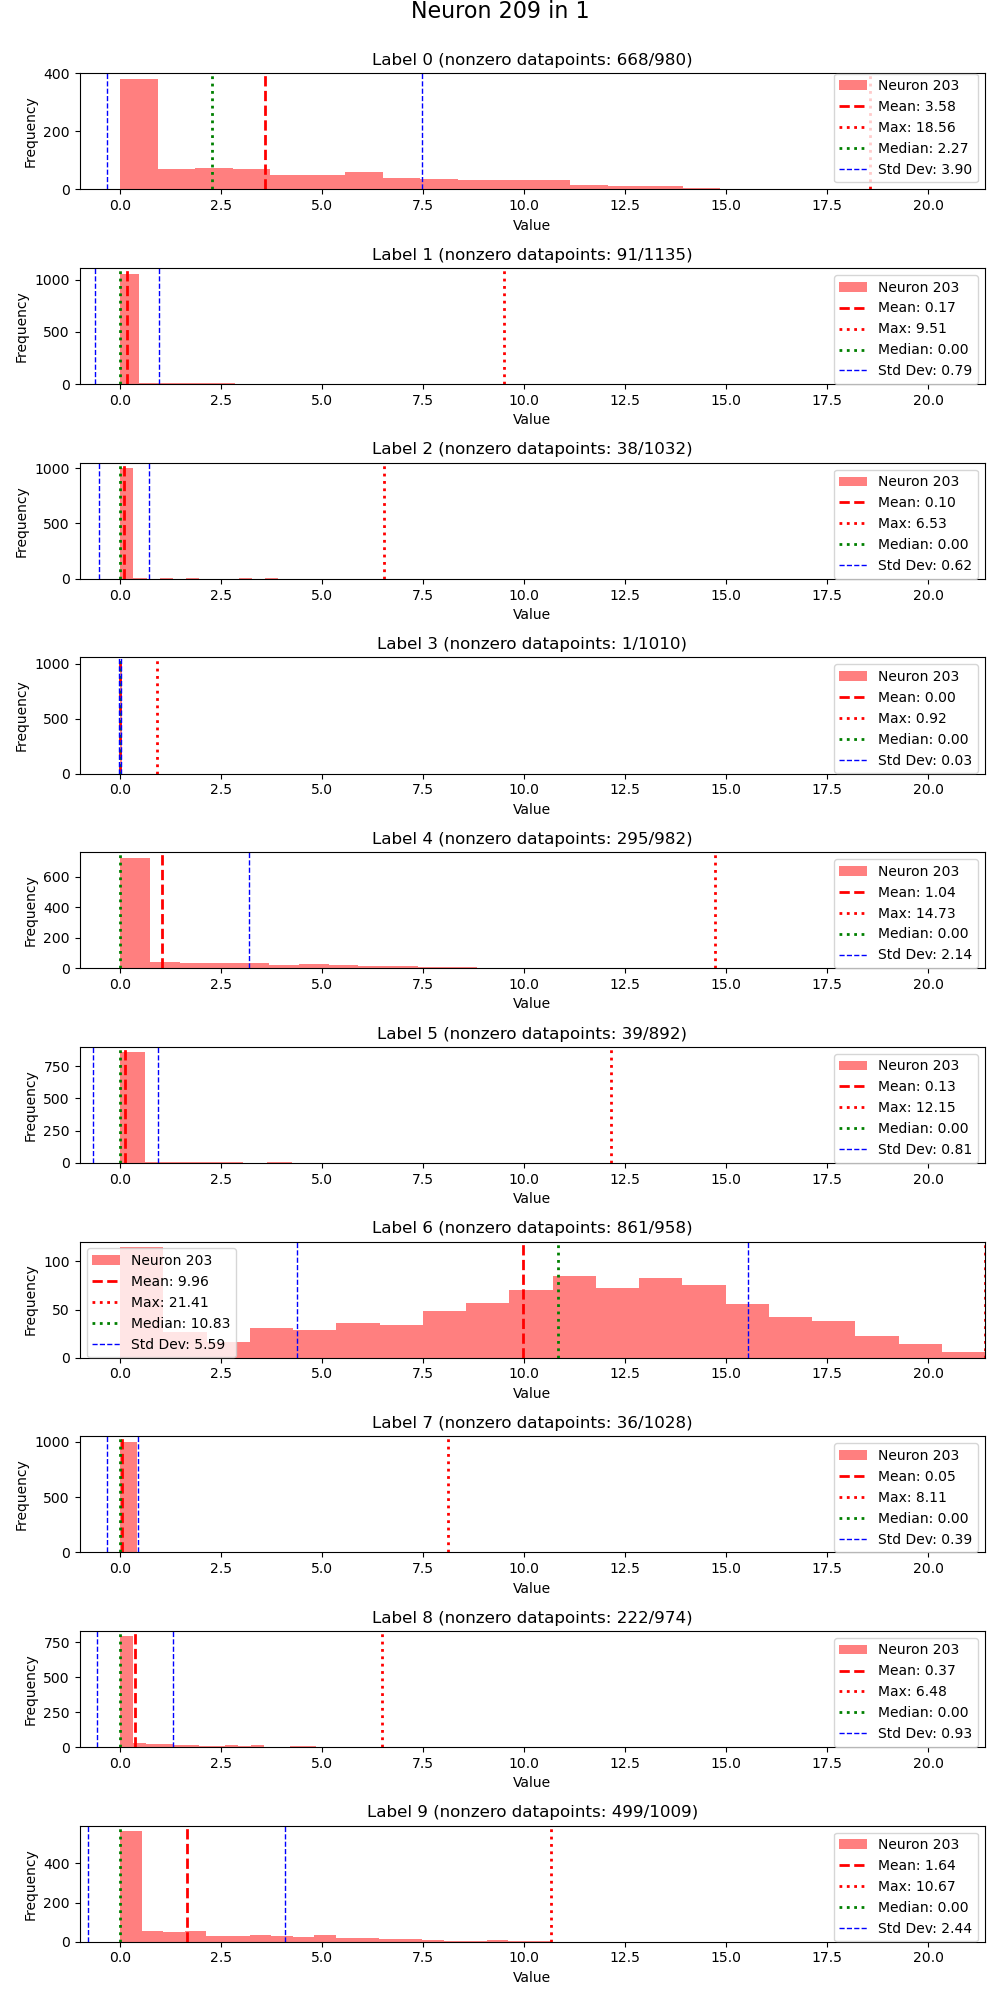 Neuron 209 in 1
Label 0 (nonzero datapoints: 668/980)
Frequency
400
200
0
Neuron 203
Mean: 3.58
Max: 18.56
Median: 2.27
Std Dev: 3.90
0.0 2.5 5.0 7.5 10.0 12.5 15.0 17.5 20.0
Value
Label 1 (nonzero datapoints: 91/1135)
Frequency
1000
500
0
Neuron 203
Mean: 0.17
Max: 9.51
Median: 0.00
Std Dev: 0.79
0.0 2.5 5.0 7.5 10.0 12.5 15.0 17.5 20.0
Value
Label 2 (nonzero datapoints: 38/1032)
Frequency
1000
500
0
Neuron 203
Mean: 0.10
Max: 6.53
Median: 0.00
Std Dev: 0.62
0.0 2.5 5.0 7.5 10.0 12.5 15.0 17.5 20.0
Value
Label 3 (nonzero datapoints: 1/1010)
Frequency
1000
500
0
Neuron 203
Mean: 0.00
Max: 0.92
Median: 0.00
Std Dev: 0.03
0.0 2.5 5.0 7.5 10.0 12.5 15.0 17.5 20.0
Value
Label 4 (nonzero datapoints: 295/982)
Frequency
600
400
200
0
Neuron 203
Mean: 1.04
Max: 14.73
Median: 0.00
Std Dev: 2.14
0.0 2.5 5.0 7.5 10.0 12.5 15.0 17.5 20.0
Value
Label 5 (nonzero datapoints: 39/892)
Frequency
750
500
250
0
Neuron 203
Mean: 0.13
Max: 12.15
Median: 0.00
Std Dev: 0.81
0.0 2.5 5.0 7.5 10.0 12.5 15.0 17.5 20.0
Value
Label 6 (nonzero datapoints: 861/958)
Frequency
100
50
0
Neuron 203
Mean: 9.96
Max: 21.41
Median: 10.83
Std Dev: 5.59
0.0 2.5 5.0 7.5 10.0 12.5 15.0 17.5 20.0
Value
Label 7 (nonzero datapoints: 36/1028)
Frequency
1000
500
0
Neuron 203
Mean: 0.05
Max: 8.11
Median: 0.00
Std Dev: 0.39
0.0 2.5 5.0 7.5 10.0 12.5 15.0 17.5 20.0
Value
Label 8 (nonzero datapoints: 222/974)
Frequency
750
500
250
0
Neuron 203
Mean: 0.37
Max: 6.48
Median: 0.00
Std Dev: 0.93
0.0 2.5 5.0 7.5 10.0 12.5 15.0 17.5 20.0
Value
Label 9 (nonzero datapoints: 499/1009)
Frequency
400
200
0
Neuron 203
Mean: 1.64
Max: 10.67
Median: 0.00
Std Dev: 2.44
0.0 2.5 5.0 7.5 10.0 12.5 15.0 17.5 20.0
Value